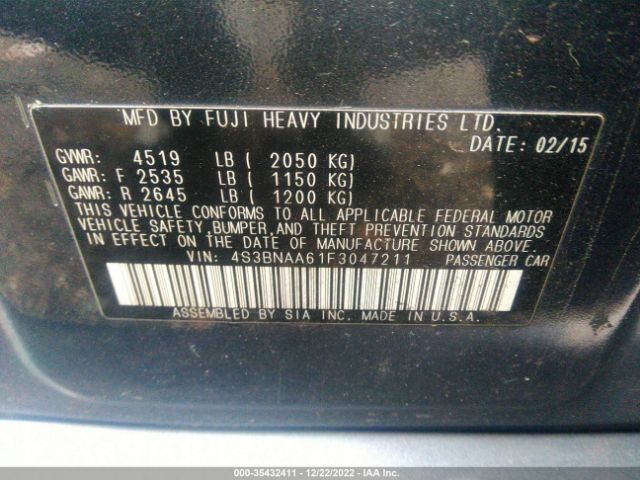 MFD BY FUJI HEAVY INDUSTRIES LTD.
DATE: 02/15
GVWR: 4519 LB ( 2050 KG)
GAWR: F 2535 LB ( 1150 KG)
GAWR: R 2645 LB ( 1200 KG)
THIS VEHICLE CONFORMS TO ALL APPLICABLE FEDERAL MOTOR
VEHICLE SAFETY, BUMPER, AND THEFT PREVENTION STANDARDS
IN EFFECT ON THE DATE OF MANUFACTURE SHOWN ABOVE.
VIN: 4S3BNAA61F3047211 PASSENGER CAR
ASSEMBLED BY SIA INC. MADE IN U.S.A.
000-35432411 - 12/22/2022 - IAAI.COM